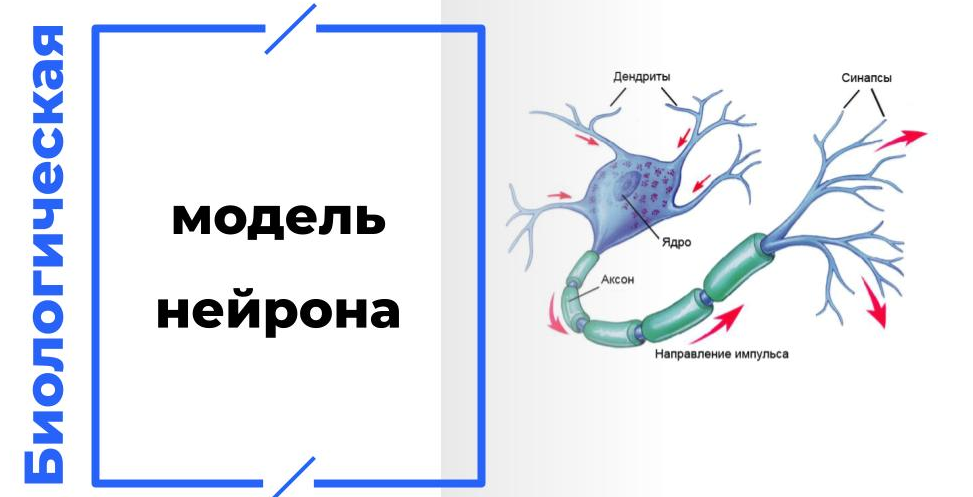 Биологическая
модель
нейрона
Дендриты
Синапсы
Ядро
Аксон
Направление импульса